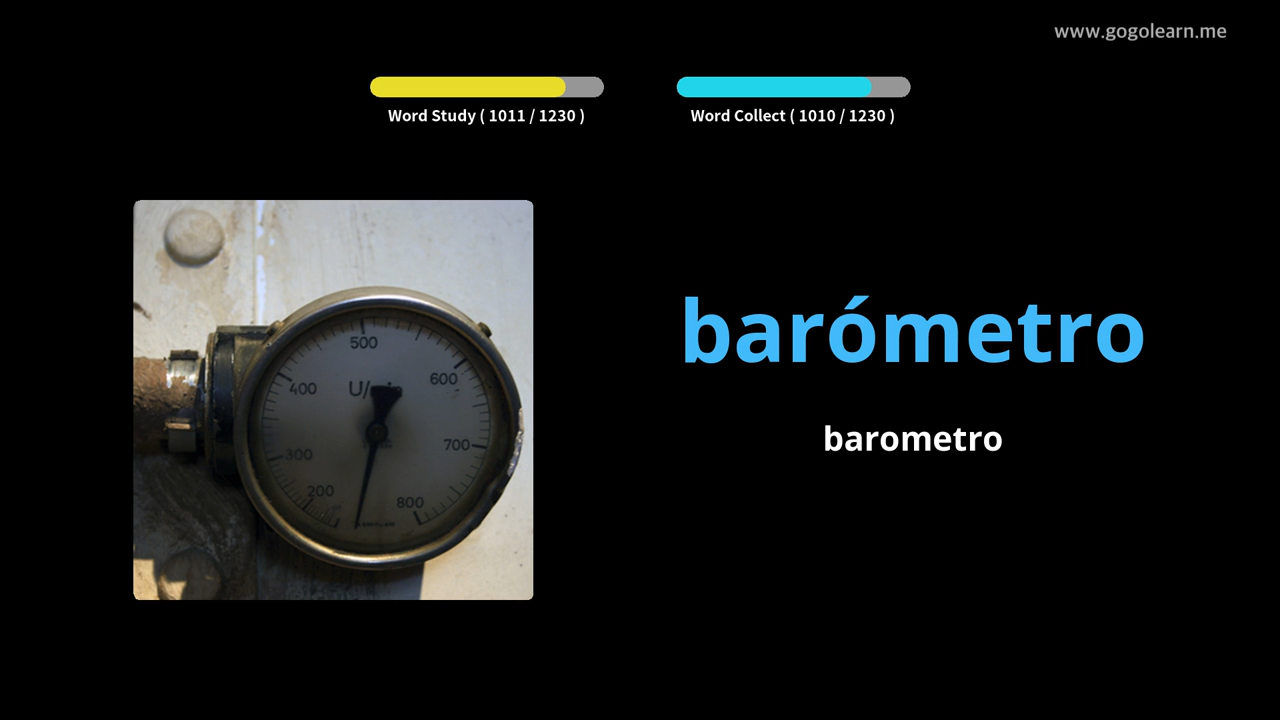 www.gogolearn.me
Word Study ( 1011 / 1230 )
Word Collect ( 1010 / 1230 )
barómetro
barometro
500
400
600
300
700
200
800